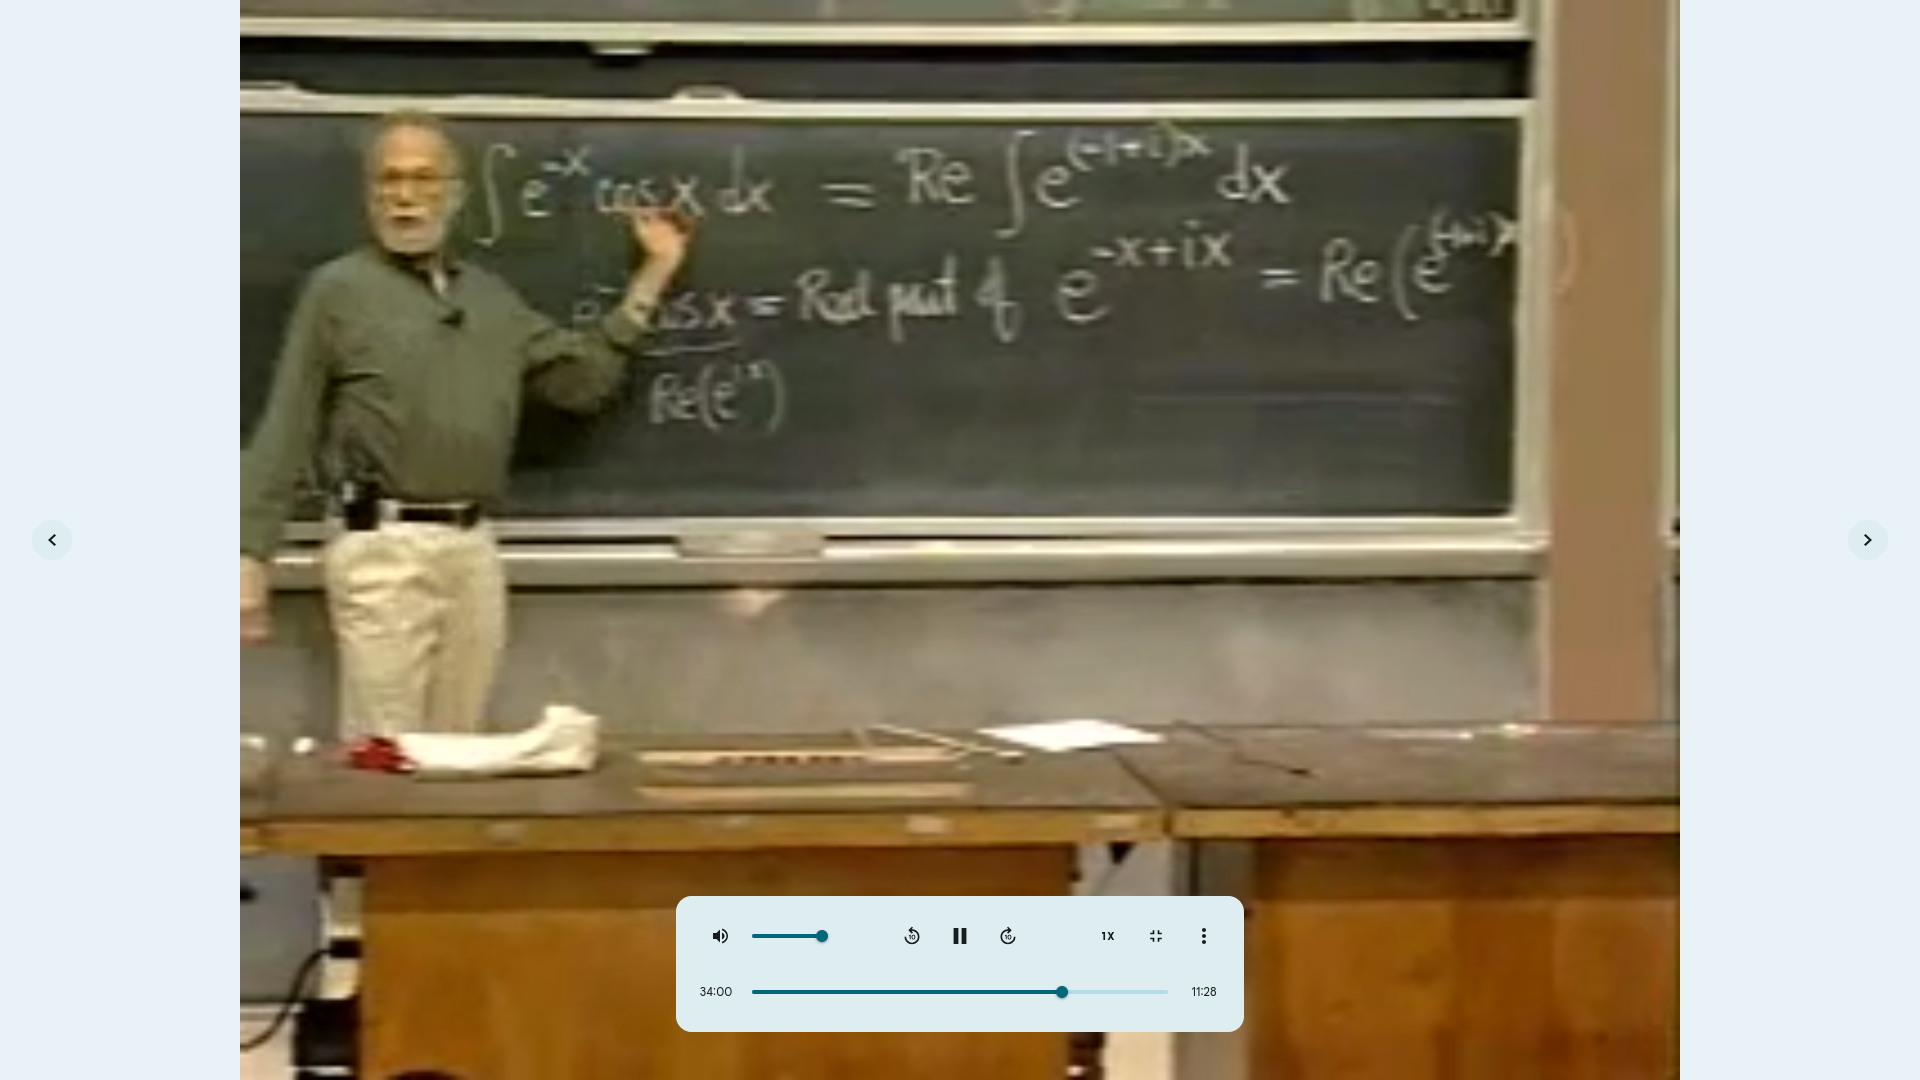 ∫ e^{-x} cos x dx = Re ∫ e^{(-1+i)x} dx
cos x = Real part of e^{-x+ix} = Re (e^{(-1+i)x})
Re(e^{ix})
1X
34:00 11:28